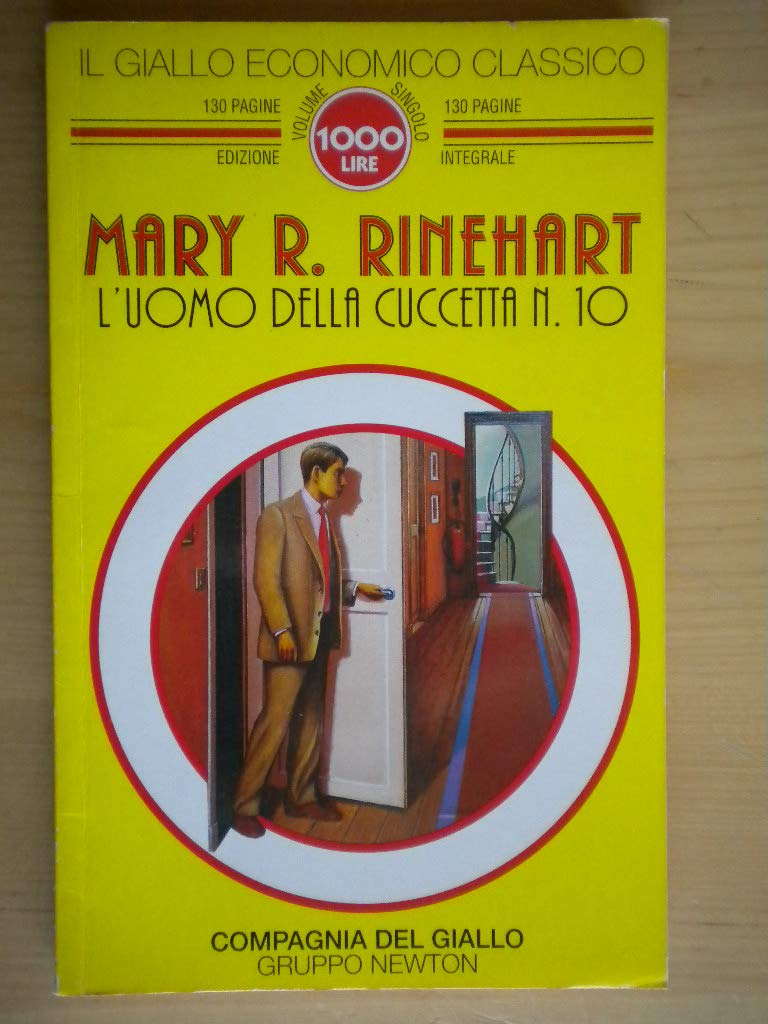 IL GIALLO ECONOMICO CLASSICO
130 PAGINE
EDIZIONE
VOLUME SINGOLO
1000
LIRE
130 PAGINE
INTEGRALE
MARY R. RINEHART
L'UOMO DELLA CUCCETTA N. 10
COMPAGNIA DEL GIALLO
GRUPPO NEWTON